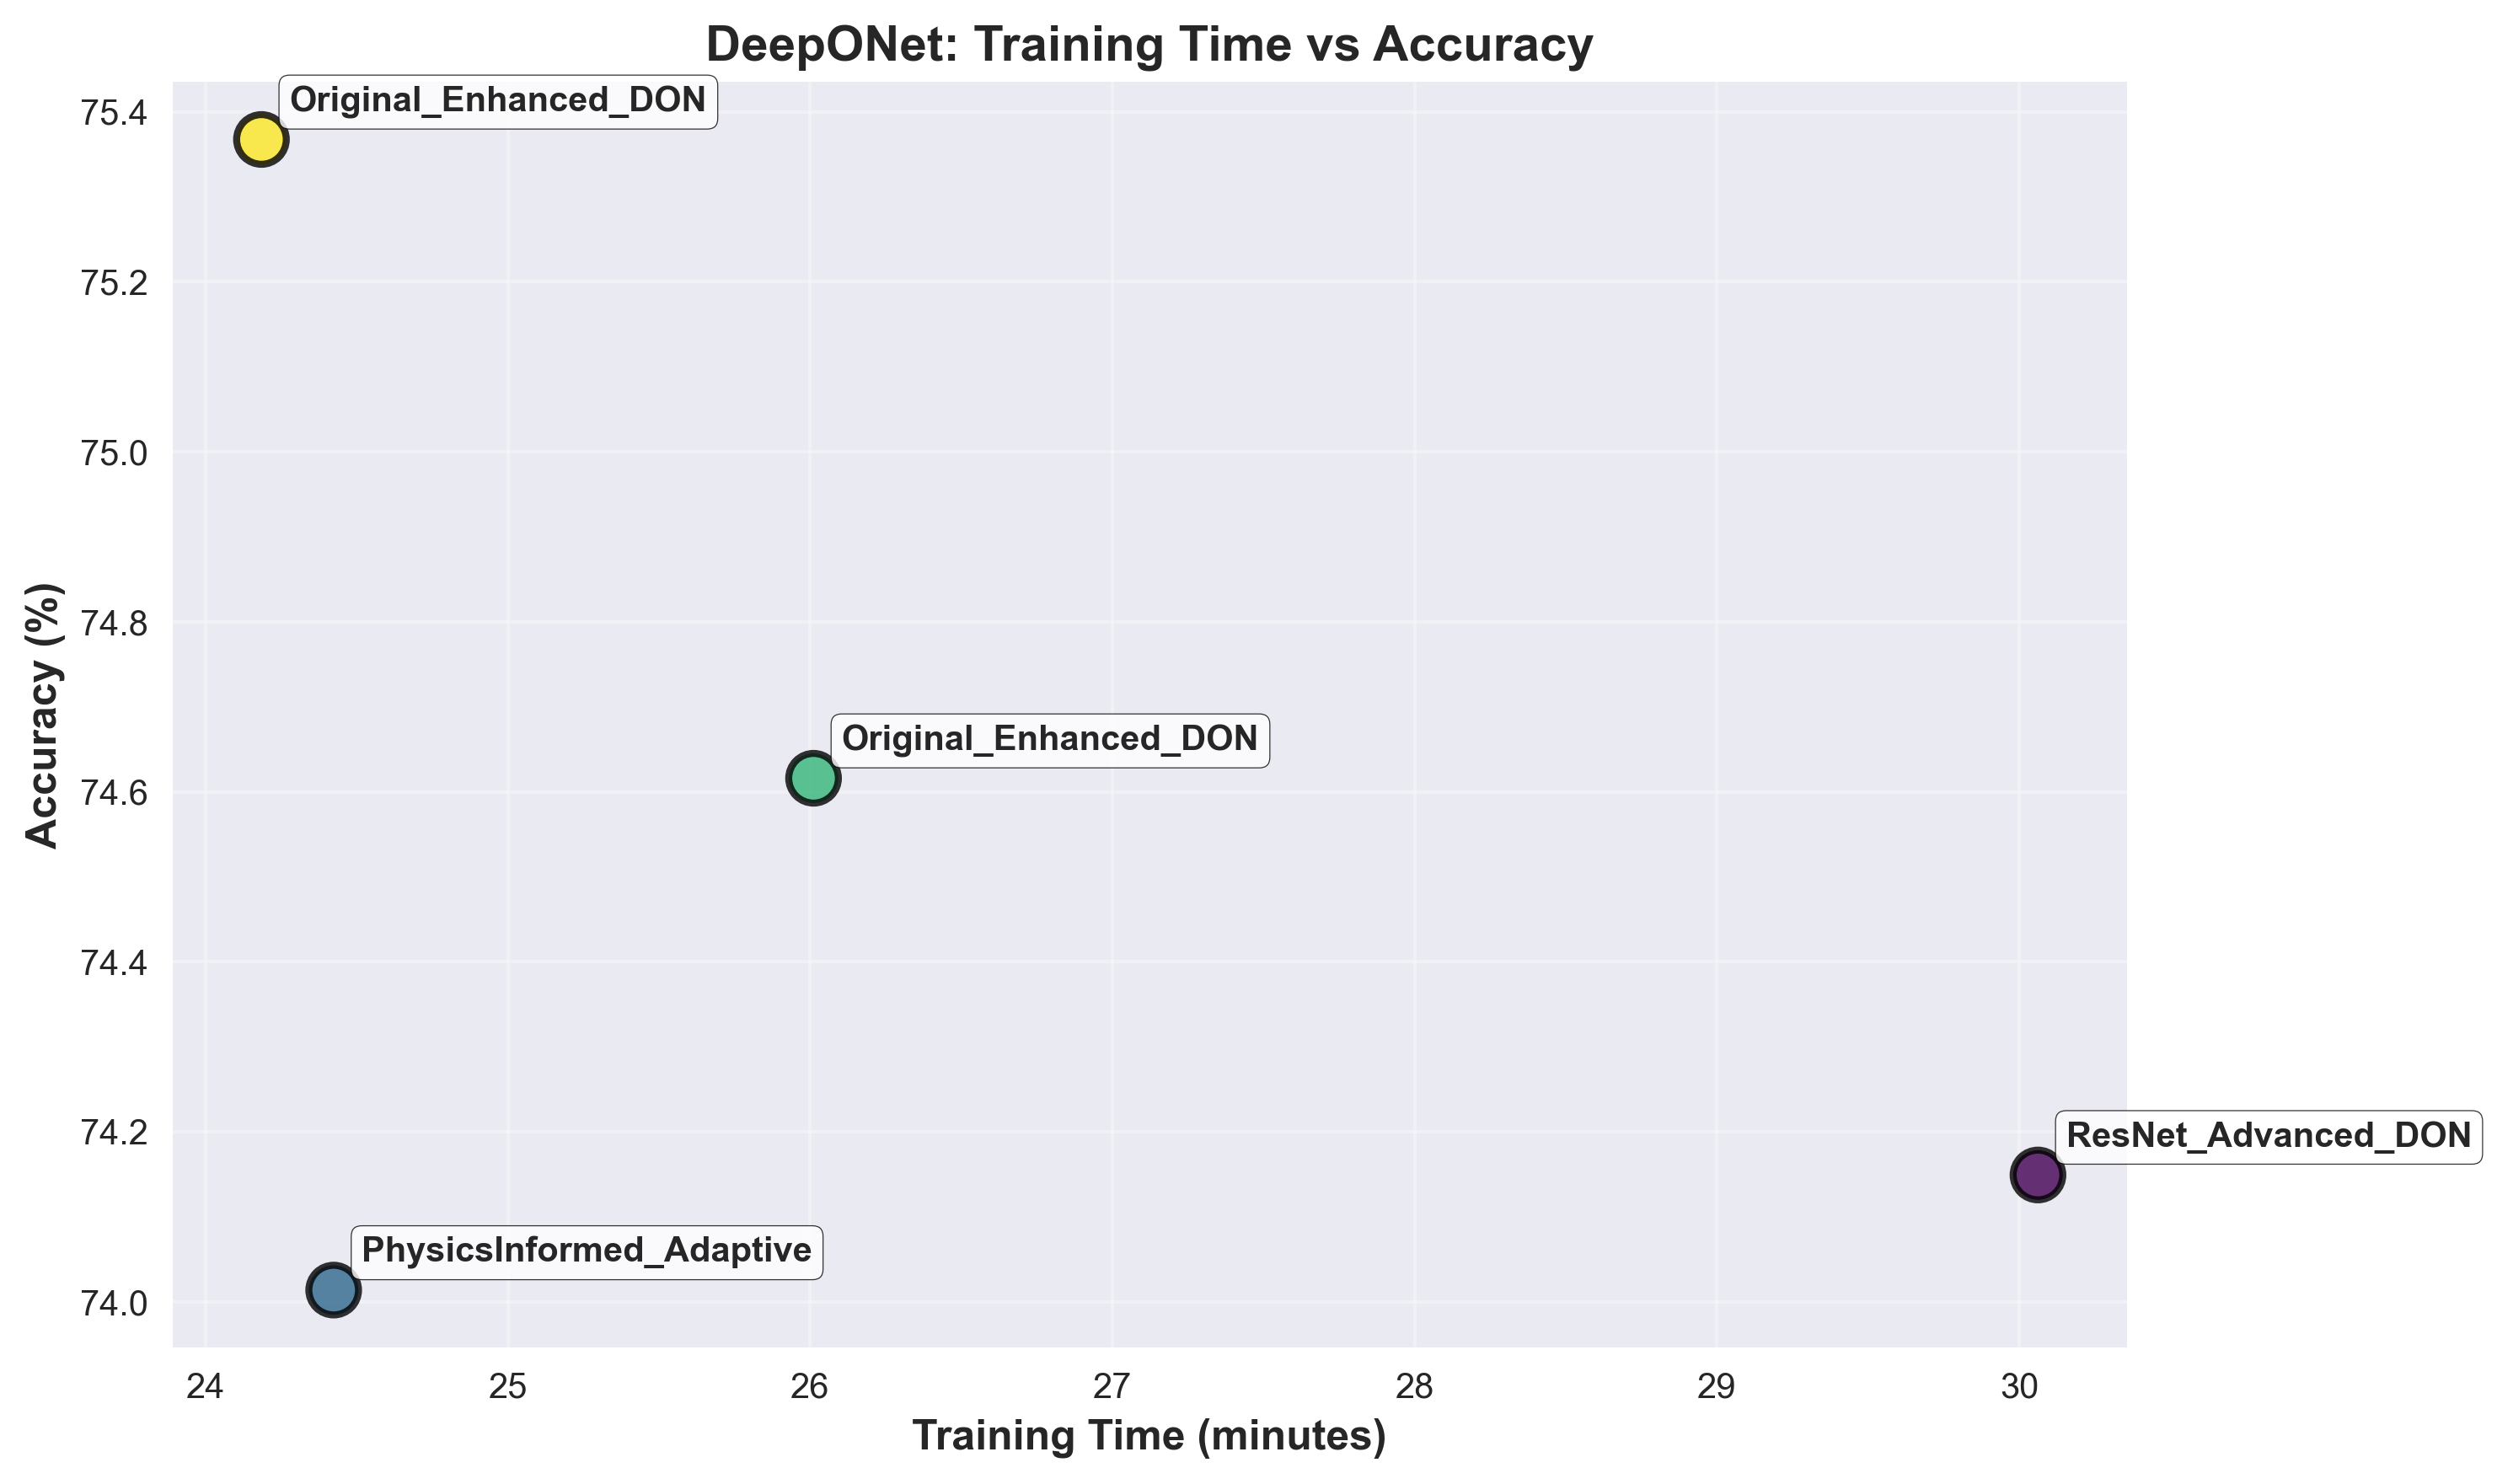 DeepONet: Training Time vs Accuracy
Original_Enhanced_DON
75.4
75.2
75.0
74.8
Accuracy (%)
Original_Enhanced_DON
74.6
74.4
74.2
ResNet_Advanced_DON
PhysicsInformed_Adaptive
74.0
24 25 26 27 28 29 30
Training Time (minutes)